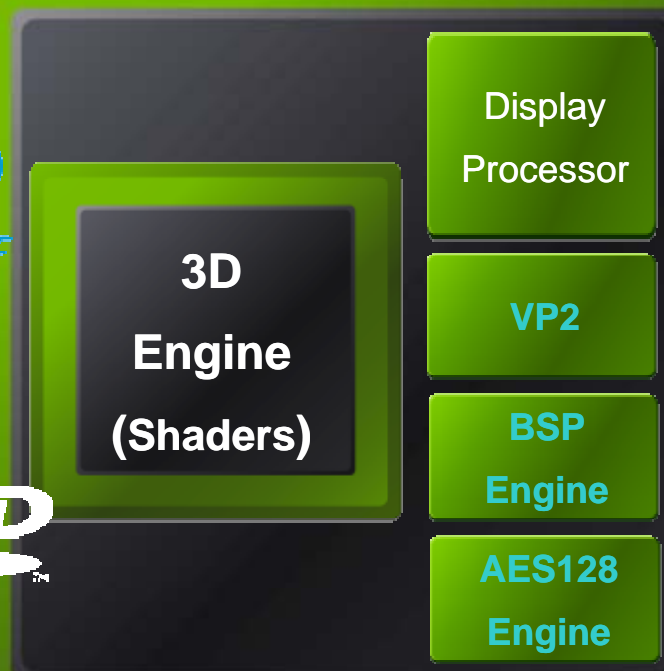 3D
Engine
(Shaders)
Display
Processor
VP2
BSP
Engine
AES128
Engine